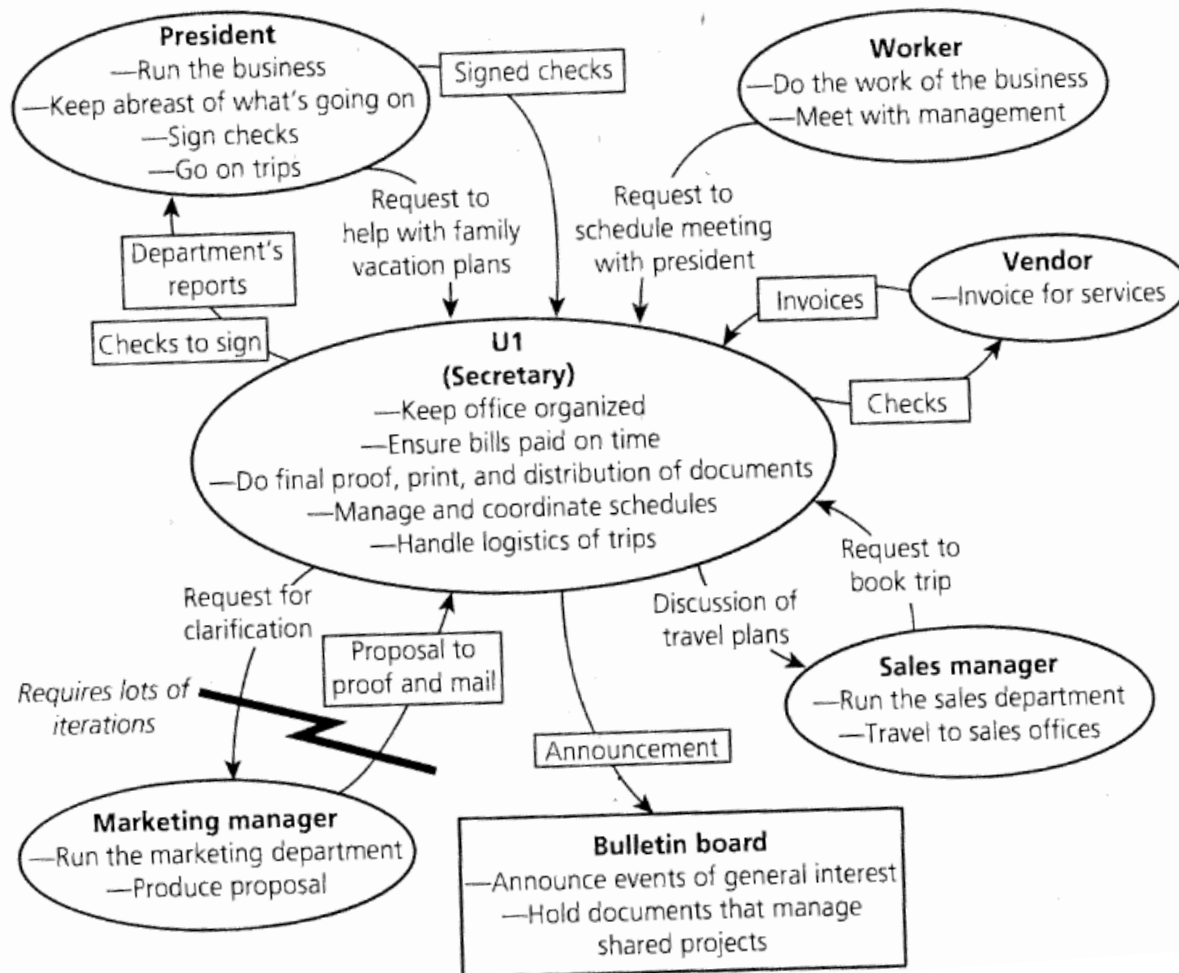 President
—Run the business
—Keep abreast of what's going on
—Sign checks
—Go on trips
Signed checks
Worker
—Do the work of the business
—Meet with management
Request to
help with family
vacation plans
Request to
schedule meeting
with president
Department's
reports
Checks to sign
Vendor
—Invoice for services
Invoices
Checks
U1
(Secretary)
—Keep office organized
—Ensure bills paid on time
—Do final proof, print, and distribution of documents
—Manage and coordinate schedules
—Handle logistics of trips
Request to
book trip
Request for
clarification
Discussion of
travel plans
Proposal to
proof and mail
Requires lots of
iterations
Sales manager
—Run the sales department
—Travel to sales offices
Announcement
Marketing manager
—Run the marketing department
—Produce proposal
Bulletin board
—Announce events of general interest
—Hold documents that manage
shared projects